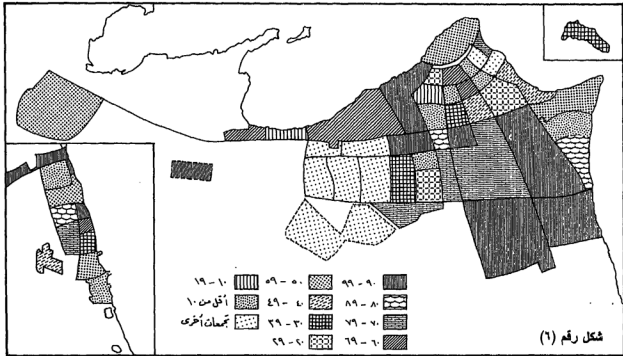 ٩٠ - ٩٩
٥٠ - ٥٩
١٠ - ١٩
٨٠ - ٨٩
٤٠ - ٤٩
أقل من ١٠
٧٠ - ٧٩
٣٠ - ٣٩
تجمعات أخرى
٦٠ - ٦٩
٢٠ - ٢٩
شكل رقم (٦)